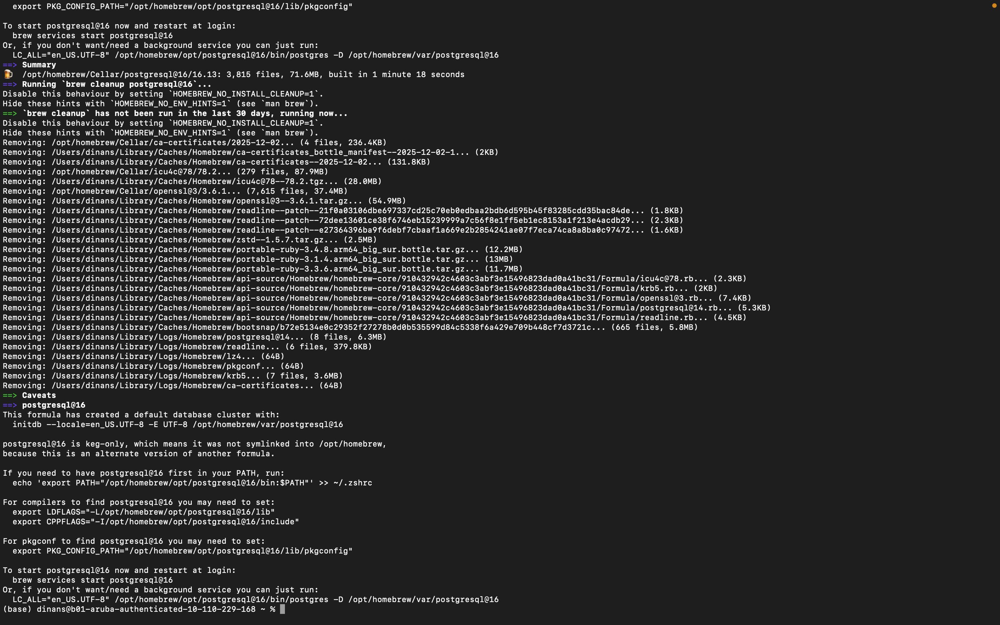 export PKG_CONFIG_PATH="/opt/homebrew/opt/postgresql@16/lib/pkgconfig"

To start postgresql@16 now and restart at login:
  brew services start postgresql@16
Or, if you don't want/need a background service you can just run:
  LC_ALL="en_US.UTF-8" /opt/homebrew/opt/postgresql@16/bin/postgres -D /opt/homebrew/var/postgresql@16
==> Summary
🍺  /opt/homebrew/Cellar/postgresql@16/16.13: 3,815 files, 71.6MB, built in 1 minute 18 seconds
==> Running `brew cleanup postgresql@16`...
Disable this behaviour by setting `HOMEBREW_NO_INSTALL_CLEANUP=1`.
Hide these hints with `HOMEBREW_NO_ENV_HINTS=1` (see `man brew`).
==> `brew cleanup` has not been run in the last 30 days, running now...
Disable this behaviour by setting `HOMEBREW_NO_INSTALL_CLEANUP=1`.
Hide these hints with `HOMEBREW_NO_ENV_HINTS=1` (see `man brew`).
Removing: /opt/homebrew/Cellar/ca-certificates/2025-12-02... (4 files, 236.4KB)
Removing: /Users/dinans/Library/Caches/Homebrew/ca-certificates_bottle_manifest--2025-12-02-1... (2KB)
Removing: /Users/dinans/Library/Caches/Homebrew/ca-certificates--2025-12-02... (131.8KB)
Removing: /opt/homebrew/Cellar/icu4c@78/78.2... (279 files, 87.9MB)
Removing: /Users/dinans/Library/Caches/Homebrew/icu4c@78--78.2.tgz... (28.0MB)
Removing: /opt/homebrew/Cellar/openssl@3/3.6.1... (7,615 files, 37.4MB)
Removing: /Users/dinans/Library/Caches/Homebrew/openssl@3--3.6.1.tar.gz... (54.9MB)
Removing: /Users/dinans/Library/Caches/Homebrew/readline--patch--21f0a03106dbe697337cd25c70eb0edbaa2bdb6d595b45f83285cdd35bac84de... (1.8KB)
Removing: /Users/dinans/Library/Caches/Homebrew/readline--patch--72dee13601ce38f6746eb15239999a7c56f8e1ff5eb1ec8153a1f213e4acdb29... (2.3KB)
Removing: /Users/dinans/Library/Caches/Homebrew/readline--patch--e27364396ba9f6debf7cbaaf1a669e2b2854241ae07f7eca74ca8a8ba0c97472... (1.6KB)
Removing: /Users/dinans/Library/Caches/Homebrew/zstd--1.5.7.tar.gz... (2.5MB)
Removing: /Users/dinans/Library/Caches/Homebrew/portable-ruby-3.4.8.arm64_big_sur.bottle.tar.gz... (12.2MB)
Removing: /Users/dinans/Library/Caches/Homebrew/portable-ruby-3.1.4.arm64_big_sur.bottle.tar.gz... (13MB)
Removing: /Users/dinans/Library/Caches/Homebrew/portable-ruby-3.3.6.arm64_big_sur.bottle.tar.gz... (11.7MB)
Removing: /Users/dinans/Library/Caches/Homebrew/api-source/Homebrew/homebrew-core/910432942c4603c3abf3e15496823dad0a41bc31/Formula/icu4c@78.rb... (2.3KB)
Removing: /Users/dinans/Library/Caches/Homebrew/api-source/Homebrew/homebrew-core/910432942c4603c3abf3e15496823dad0a41bc31/Formula/krb5.rb... (2KB)
Removing: /Users/dinans/Library/Caches/Homebrew/api-source/Homebrew/homebrew-core/910432942c4603c3abf3e15496823dad0a41bc31/Formula/openssl@3.rb... (7.4KB)
Removing: /Users/dinans/Library/Caches/Homebrew/api-source/Homebrew/homebrew-core/910432942c4603c3abf3e15496823dad0a41bc31/Formula/postgresql@14.rb... (5.3KB)
Removing: /Users/dinans/Library/Caches/Homebrew/api-source/Homebrew/homebrew-core/910432942c4603c3abf3e15496823dad0a41bc31/Formula/readline.rb... (4.5KB)
Removing: /Users/dinans/Library/Caches/Homebrew/bootsnap/b72e5134e0c29352f27278b0d0b535599d84c5338f6a429e709b448cf7d3721c... (665 files, 5.8MB)
Removing: /Users/dinans/Library/Logs/Homebrew/postgresql@14... (8 files, 6.3MB)
Removing: /Users/dinans/Library/Logs/Homebrew/readline... (6 files, 379.8KB)
Removing: /Users/dinans/Library/Logs/Homebrew/lz4... (64B)
Removing: /Users/dinans/Library/Logs/Homebrew/pkgconf... (64B)
Removing: /Users/dinans/Library/Logs/Homebrew/krb5... (7 files, 3.6MB)
Removing: /Users/dinans/Library/Logs/Homebrew/ca-certificates... (64B)
==> Caveats
==> postgresql@16
This formula has created a default database cluster with:
  initdb --locale=en_US.UTF-8 -E UTF-8 /opt/homebrew/var/postgresql@16

postgresql@16 is keg-only, which means it was not symlinked into /opt/homebrew,
because this is an alternate version of another formula.

If you need to have postgresql@16 first in your PATH, run:
  echo 'export PATH="/opt/homebrew/opt/postgresql@16/bin:$PATH"' >> ~/.zshrc

For compilers to find postgresql@16 you may need to set:
  export LDFLAGS="-L/opt/homebrew/opt/postgresql@16/lib"
  export CPPFLAGS="-I/opt/homebrew/opt/postgresql@16/include"

For pkgconf to find postgresql@16 you may need to set:
  export PKG_CONFIG_PATH="/opt/homebrew/opt/postgresql@16/lib/pkgconfig"

To start postgresql@16 now and restart at login:
  brew services start postgresql@16
Or, if you don't want/need a background service you can just run:
  LC_ALL="en_US.UTF-8" /opt/homebrew/opt/postgresql@16/bin/postgres -D /opt/homebrew/var/postgresql@16
(base) dinans@b01-aruba-authenticated-10-110-229-168 ~ %